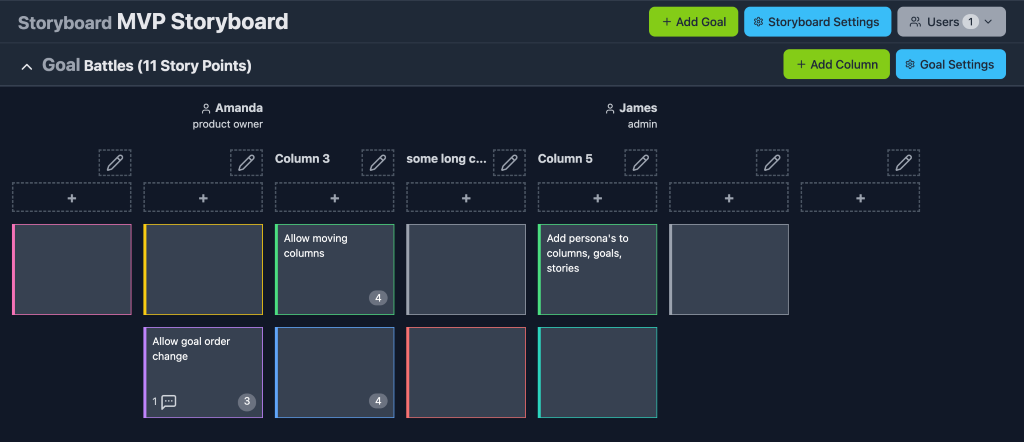 Storyboard MVP Storyboard
+ Add Goal
Storyboard Settings
Users 1
Goal Battles (11 Story Points)
+ Add Column
Goal Settings
Amanda
product owner
James
admin
Column 3
some long c...
Column 5
+ + + + + + +
Allow moving
columns
4
Add persona's to
columns, goals,
stories
Allow goal order
change
1
3
4